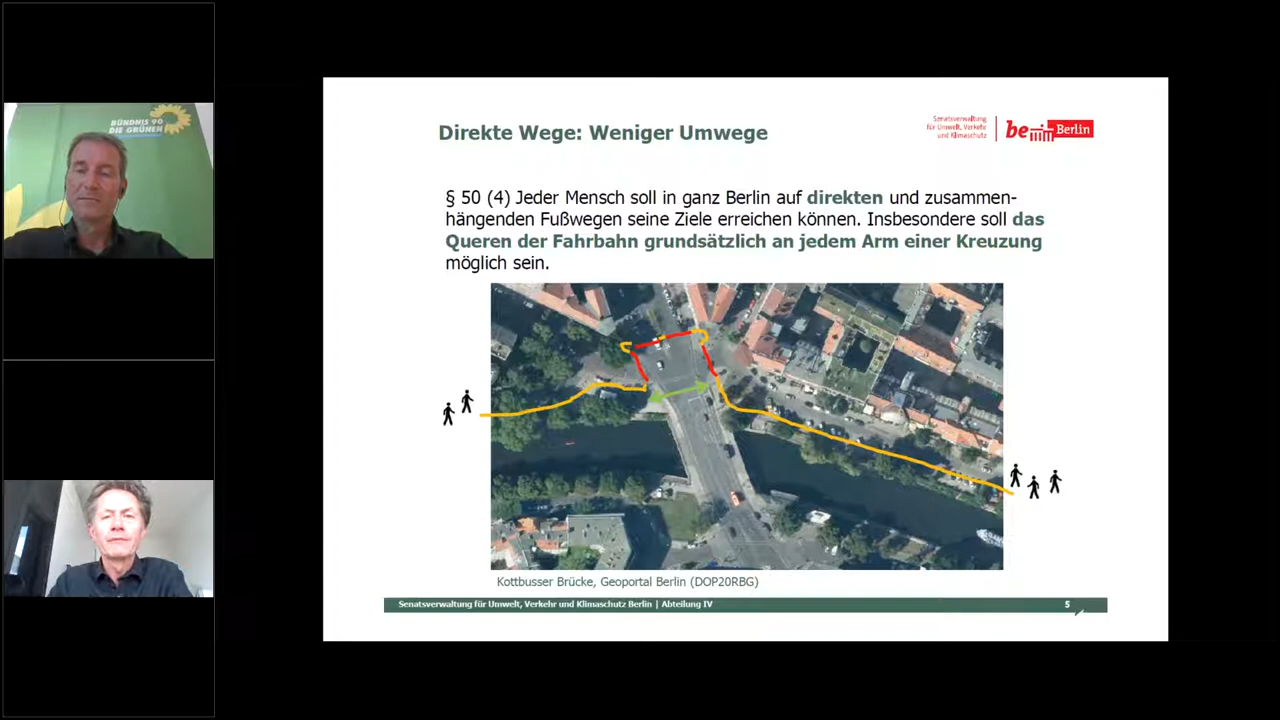 BÜNDNIS 90
DIE GRÜNEN
Direkte Wege: Weniger Umwege
Senatsverwaltung
für Umwelt, Verkehr
und Klimaschutz
be Berlin
§ 50 (4) Jeder Mensch soll in ganz Berlin auf direkten und zusammen-
hängenden Fußwegen seine Ziele erreichen können. Insbesondere soll das
Queren der Fahrbahn grundsätzlich an jedem Arm einer Kreuzung
möglich sein.
Kottbusser Brücke, Geoportal Berlin (DOP20RBG)
Senatsverwaltung für Umwelt, Verkehr und Klimaschutz Berlin | Abteilung IV 5